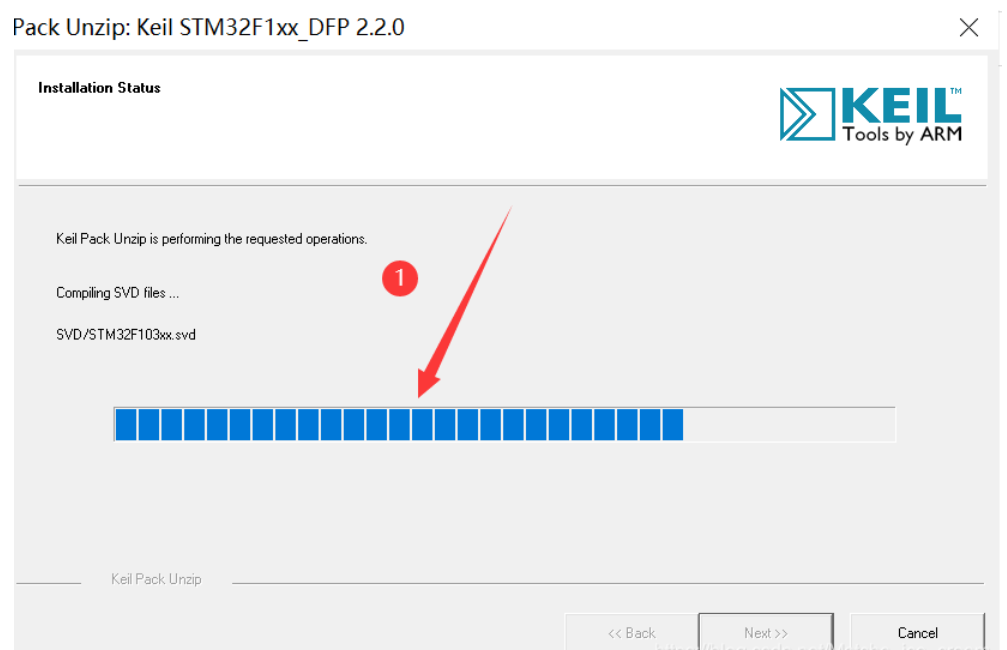 Pack Unzip: Keil STM32F1xx_DFP 2.2.0
Installation Status
KEIL™
Tools by ARM
Keil Pack Unzip is performing the requested operations.
1
Compiling SVD files ...
SVD/STM32F103xx.svd
Keil Pack Unzip
<< Back Next >> Cancel